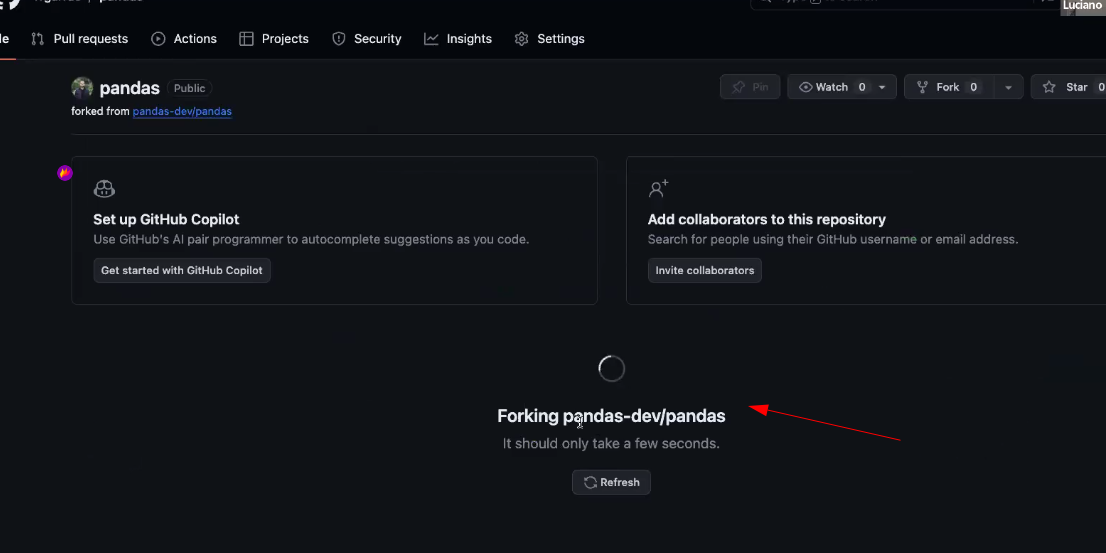 Luciano
Pull requests
Actions
Projects
Security
Insights
Settings
pandas
Public
Pin
Watch 0
Fork 0
Star 0
forked from pandas-dev/pandas
Set up GitHub Copilot
Use GitHub's AI pair programmer to autocomplete suggestions as you code.
Get started with GitHub Copilot
Add collaborators to this repository
Search for people using their GitHub username or email address.
Invite collaborators
Forking pandas-dev/pandas
It should only take a few seconds.
Refresh